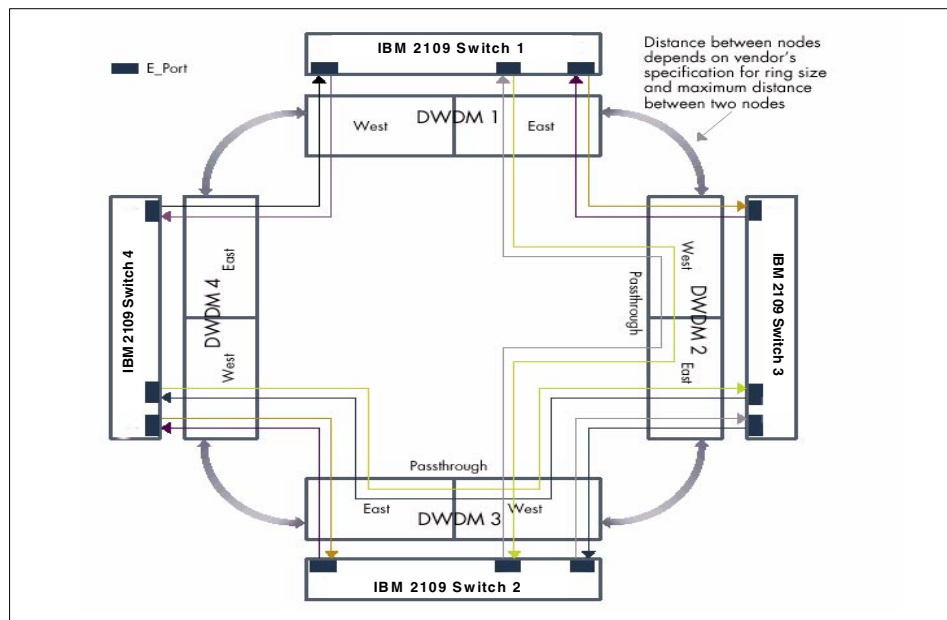 IBM 2109 Switch 1
E_Port
Distance between nodes
depends on vendor's
specification for ring size
and maximum distance
between two nodes
West
DWDM 1
East
IBM 2109 Switch 4
East
DWDM 4
West
West
Passthrough
DWDM 2
East
IBM 2109 Switch 3
Passthrough
East
DWDM 3
West
IBM 2109 Switch 2